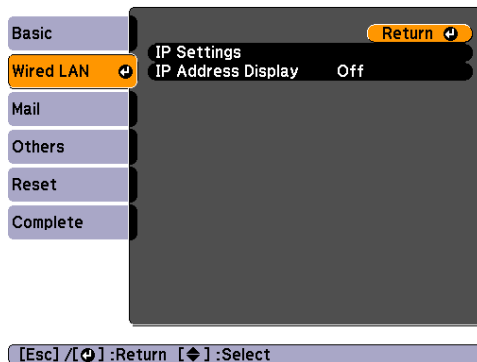 Basic
Return
IP Settings
Wired LAN
IP Address Display Off
Mail
Others
Reset
Complete
[Esc] /[ ] :Return [ ] :Select